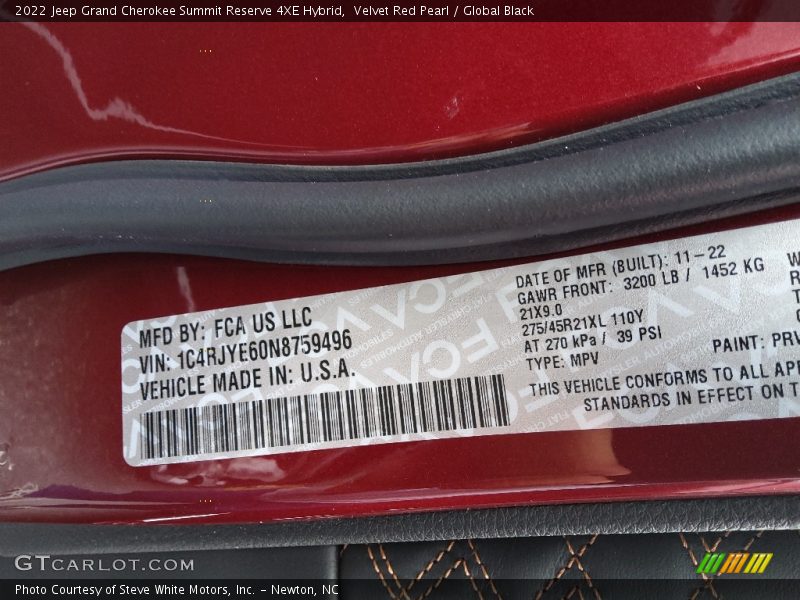 2022 Jeep Grand Cherokee Summit Reserve 4XE Hybrid,  Velvet Red Pearl / Global Black
MFD BY: FCA US LLC
VIN: 1C4RJYE60N8759496
VEHICLE MADE IN: U.S.A.
DATE OF MFR (BUILT): 11-22
GAWR FRONT: 3200 LB / 1452 KG
21X9.0
275/45R21XL 110Y
AT 270 kPa / 39 PSI
TYPE: MPV
PAINT: PRV
THIS VEHICLE CONFORMS TO ALL
STANDARDS IN EFFECT ON
GTCARLOT.COM
Photo Courtesy of Steve White Motors, Inc. – Newton, NC